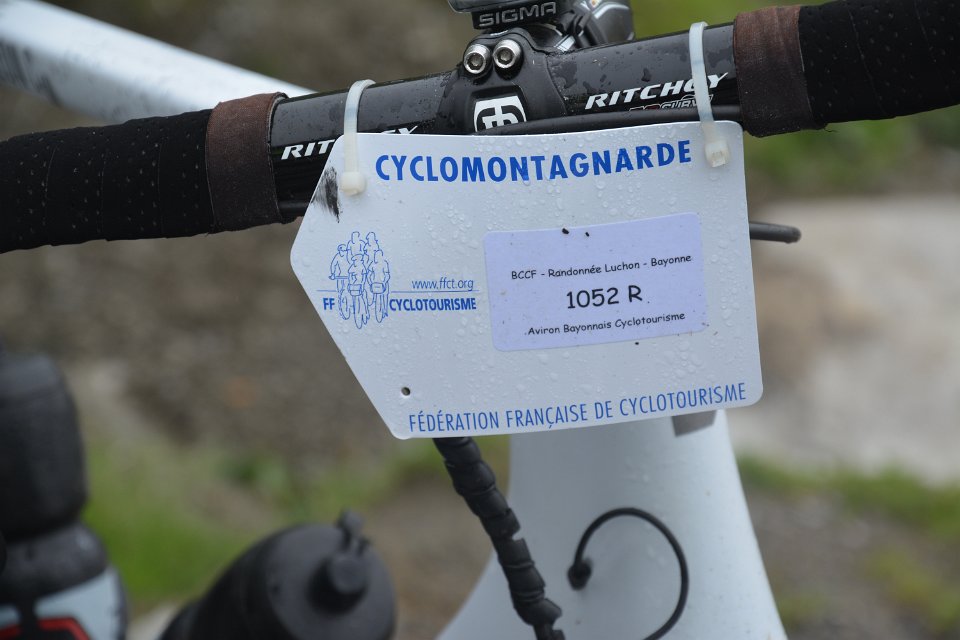 SIGMA
RITCHEY
RITCHEY
CYCLOMONTAGNARDE
www.ffct.org
FF CYCLOTOURISME
BCCF - Randonnée Luchon - Bayonne
1052 R
Aviron Bayonnais Cyclotourisme
FÉDÉRATION FRANÇAISE DE CYCLOTOURISME